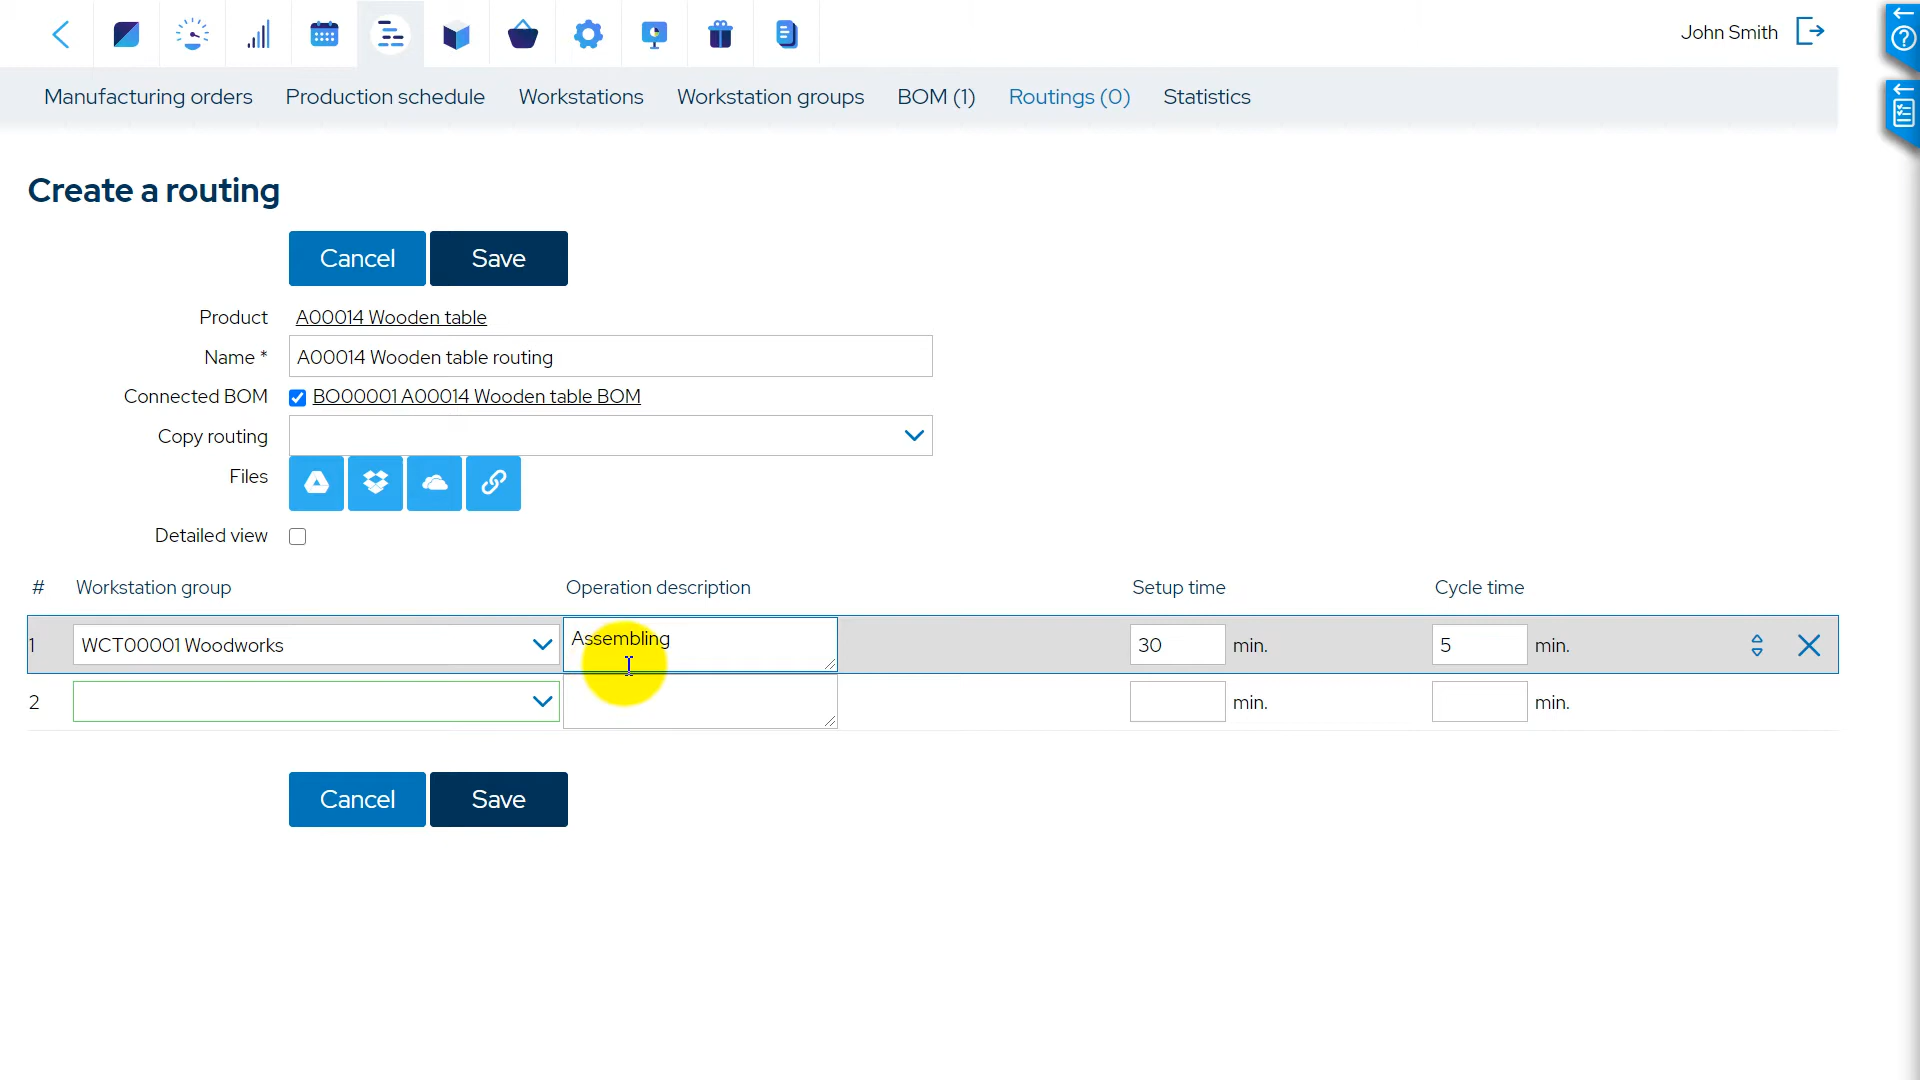 John Smith
Manufacturing orders Production schedule Workstations Workstation groups BOM (1) Routings (0) Statistics
Create a routing
Cancel Save
Product A00014 Wooden table
Name * A00014 Wooden table routing
Connected BOM BO00001 A00014 Wooden table BOM
Copy routing
Files
Detailed view
# Workstation group Operation description Setup time Cycle time
1 WCT00001 Woodworks Assembling 30 min. 5 min.
2 min. min.
Cancel Save